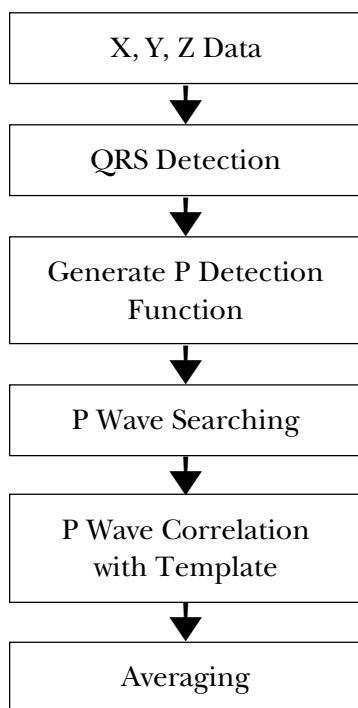 X, Y, Z Data
QRS Detection
Generate P Detection
Function
P Wave Searching
P Wave Correlation
with Template
Averaging